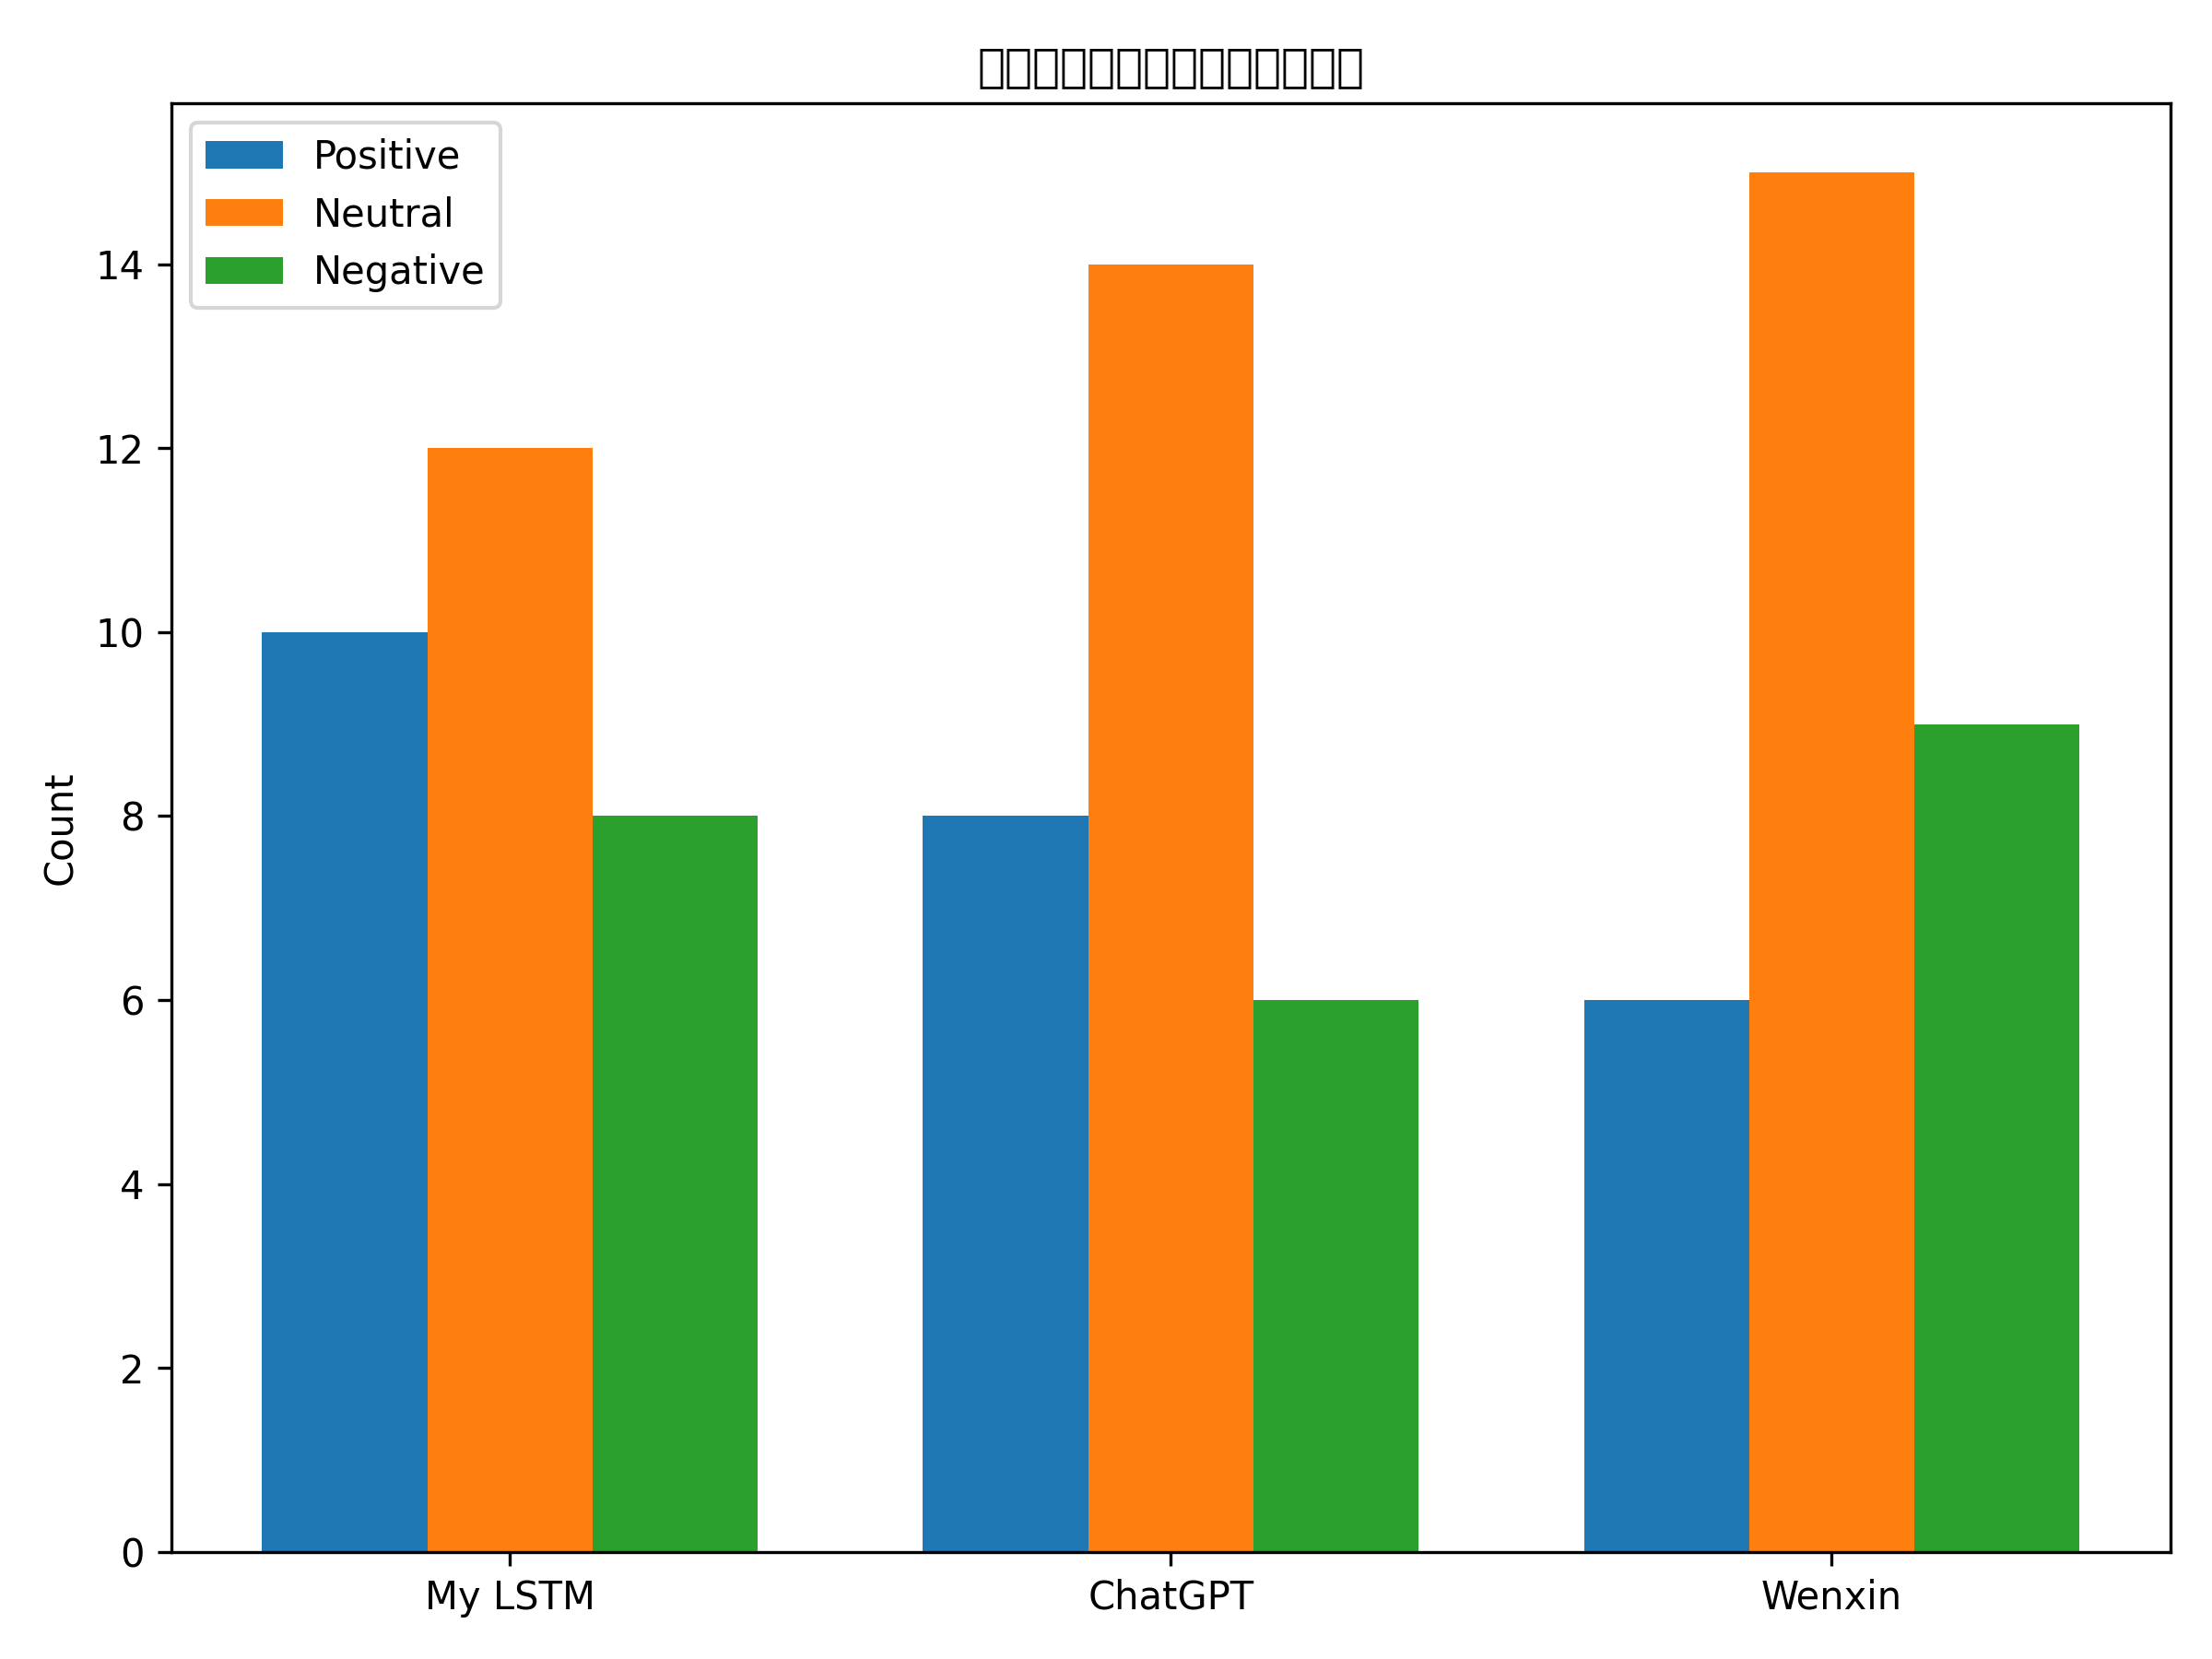 Positive
Neutral
Negative
Count
14
12
10
8
6
4
2
0
My LSTM
ChatGPT
Wenxin